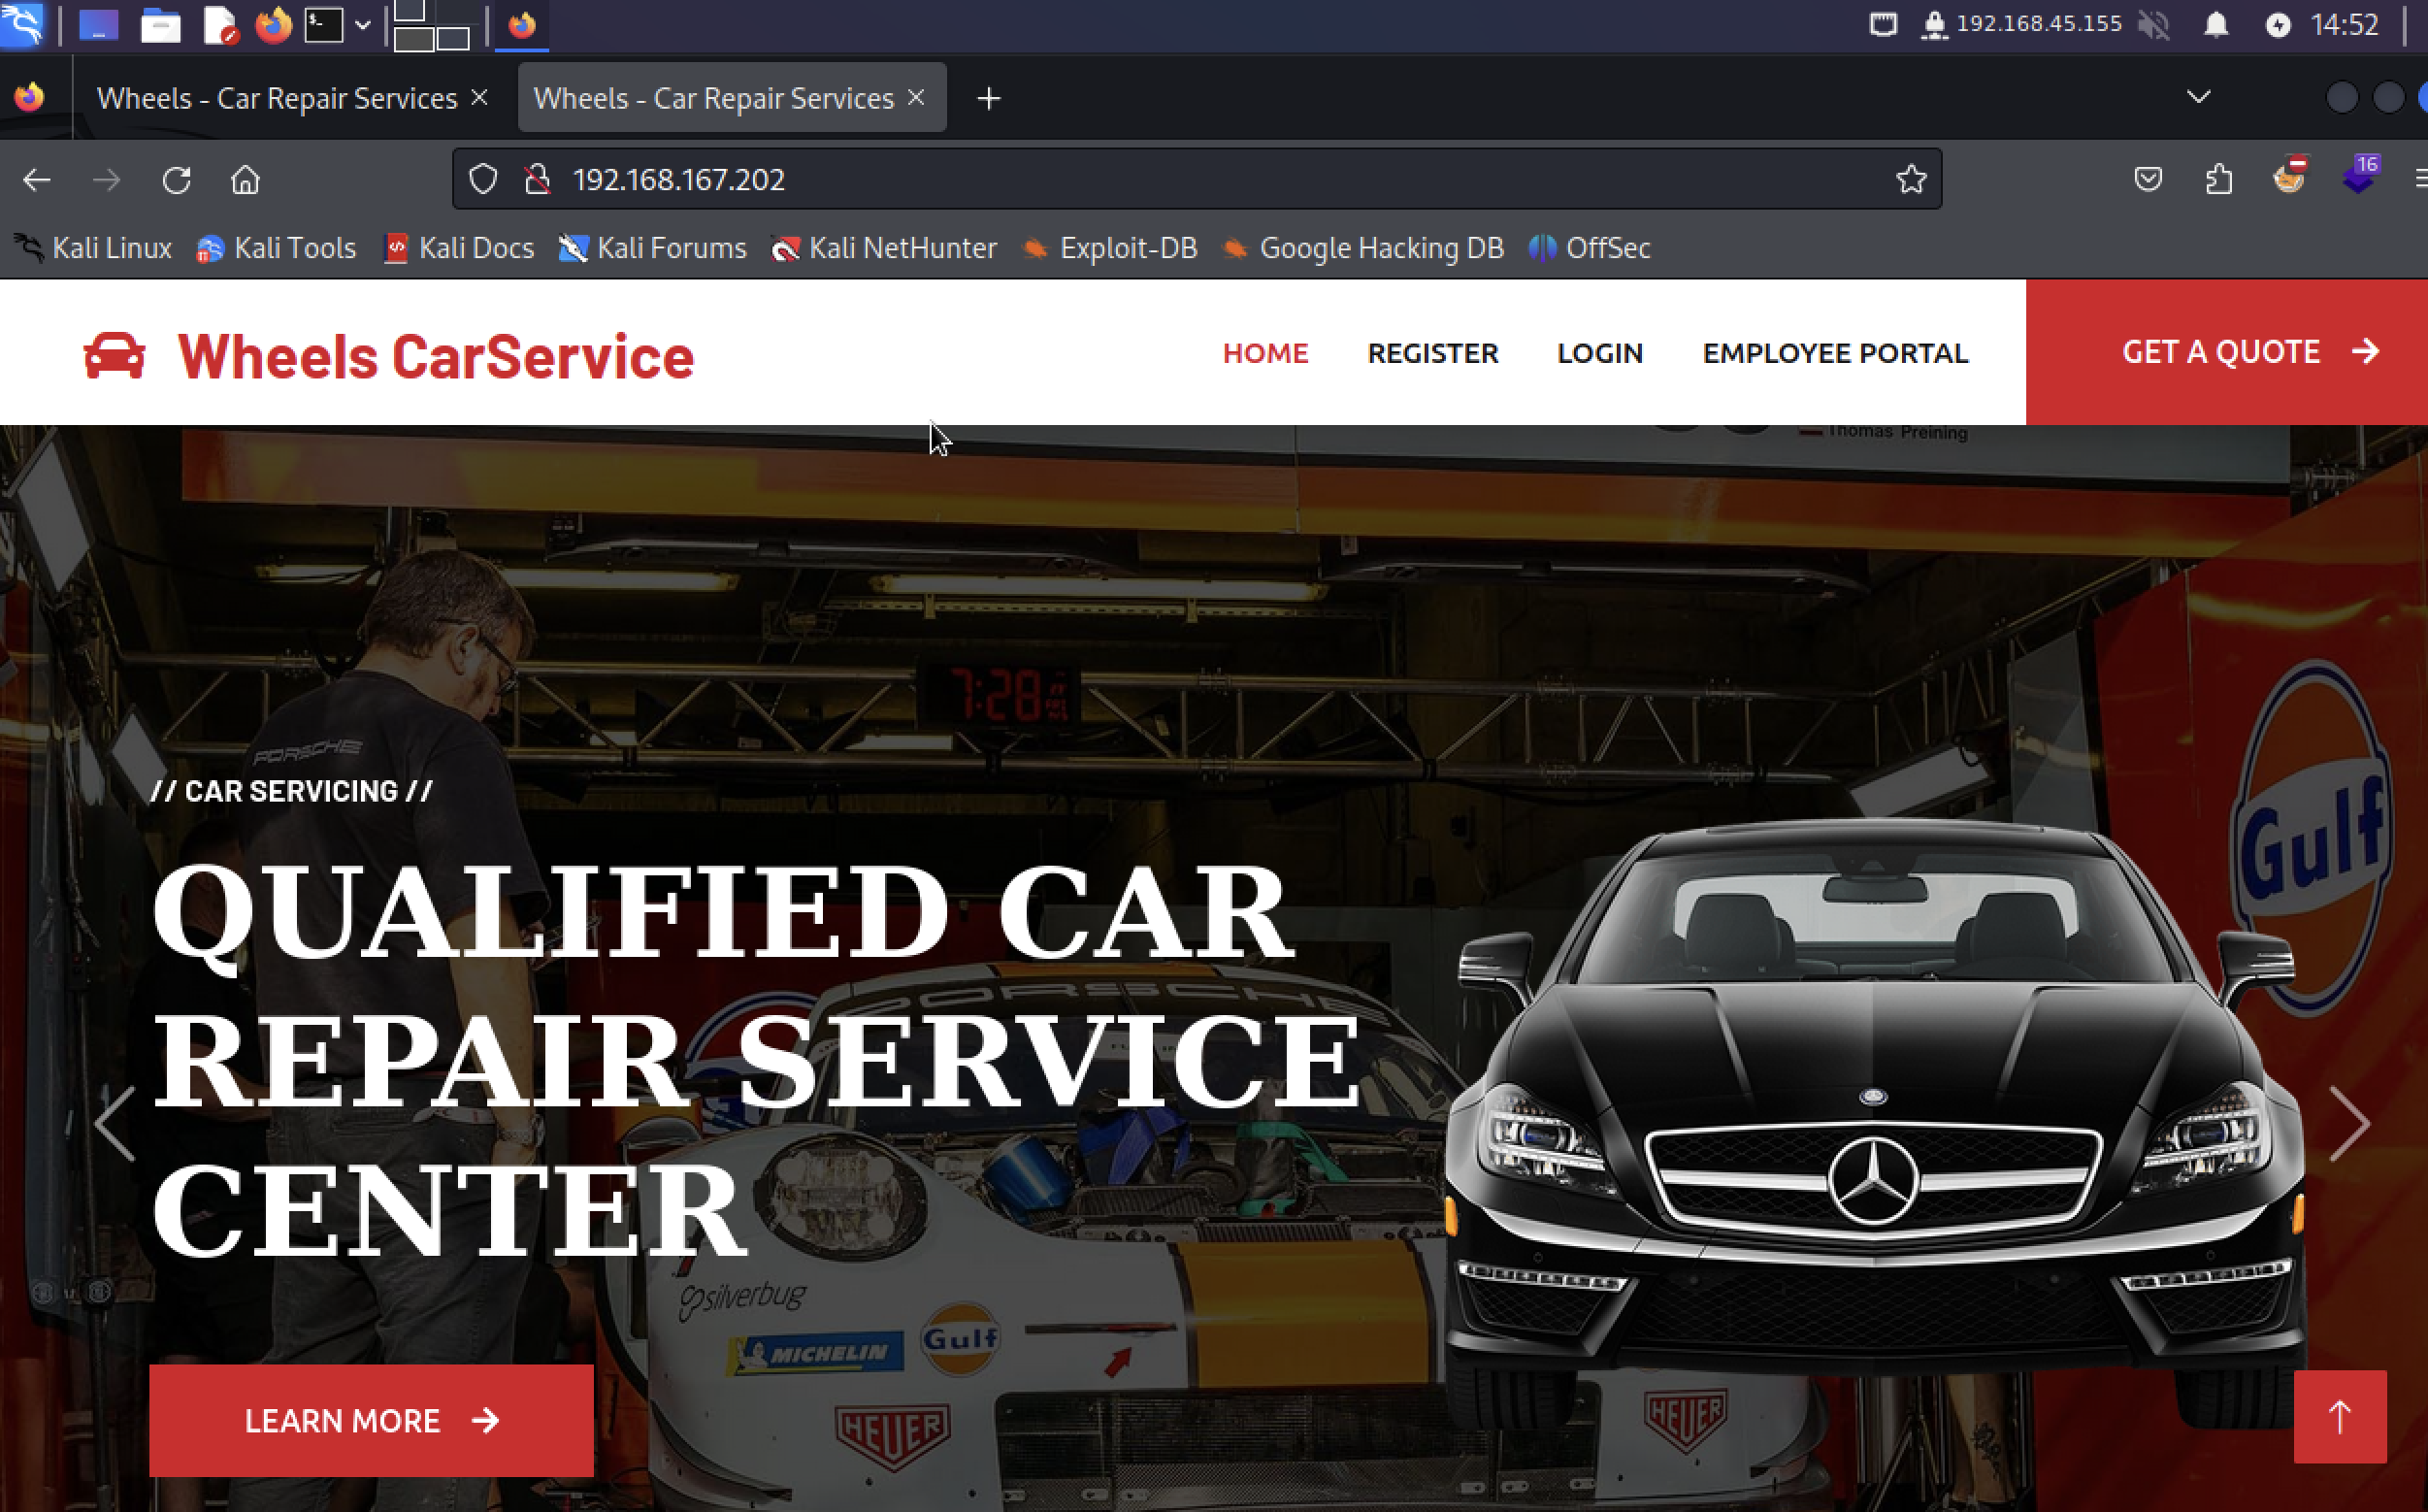 192.168.45.155 14:52
Wheels - Car Repair Services Wheels - Car Repair Services
192.168.167.202 16
Kali Linux Kali Tools Kali Docs Kali Forums Kali NetHunter Exploit-DB Google Hacking DB OffSec
Wheels CarService HOME REGISTER LOGIN EMPLOYEE PORTAL GET A QUOTE
Thomas Preining
7:28
PORSCHE
// CAR SERVICING //
Gulf
QUALIFIED CAR
PORSCHE
REPAIR SERVICE
CENTER
silverbug
MICHELIN Gulf
LEARN MORE
HEUER HEUER